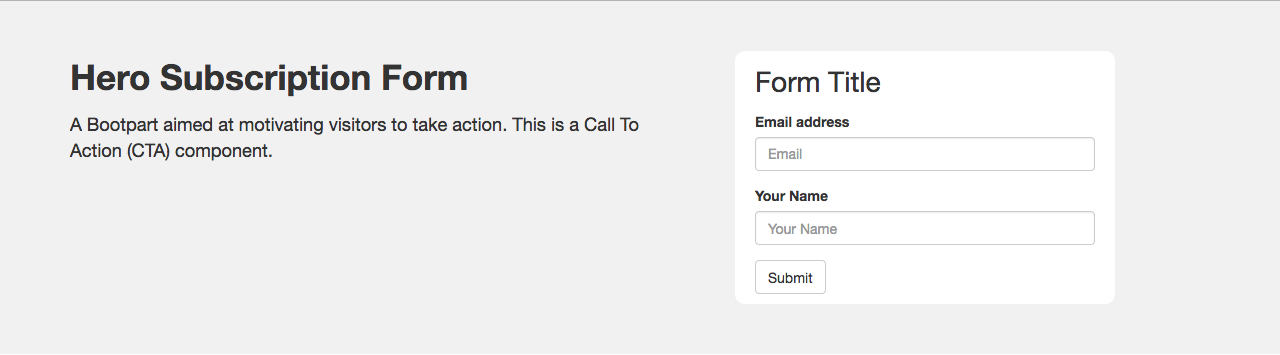 Hero Subscription Form
A Bootpart aimed at motivating visitors to take action. This is a Call To
Action (CTA) component.
Form Title
Email address
Email
Your Name
Your Name
Submit